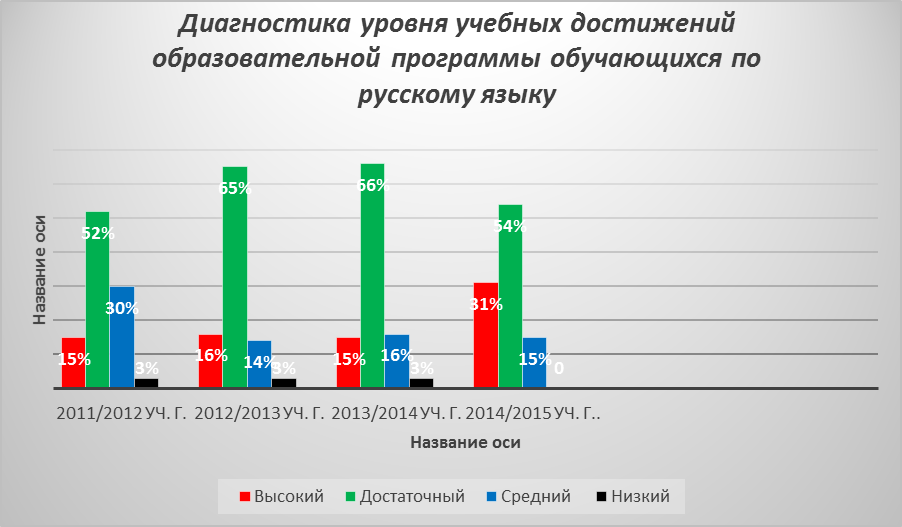 Диагностика уровня учебных достижений
образовательной программы обучающихся по
русскому языку
Название оси
52%
65%
66%
54%
15%
30%
3%
16%
14%
3%
15%
16%
3%
31%
15%
0
2011/2012 УЧ. Г.
2012/2013 УЧ. Г.
2013/2014 УЧ. Г.
2014/2015 УЧ. Г..
Название оси
Высокий
Достаточный
Средний
Низкий